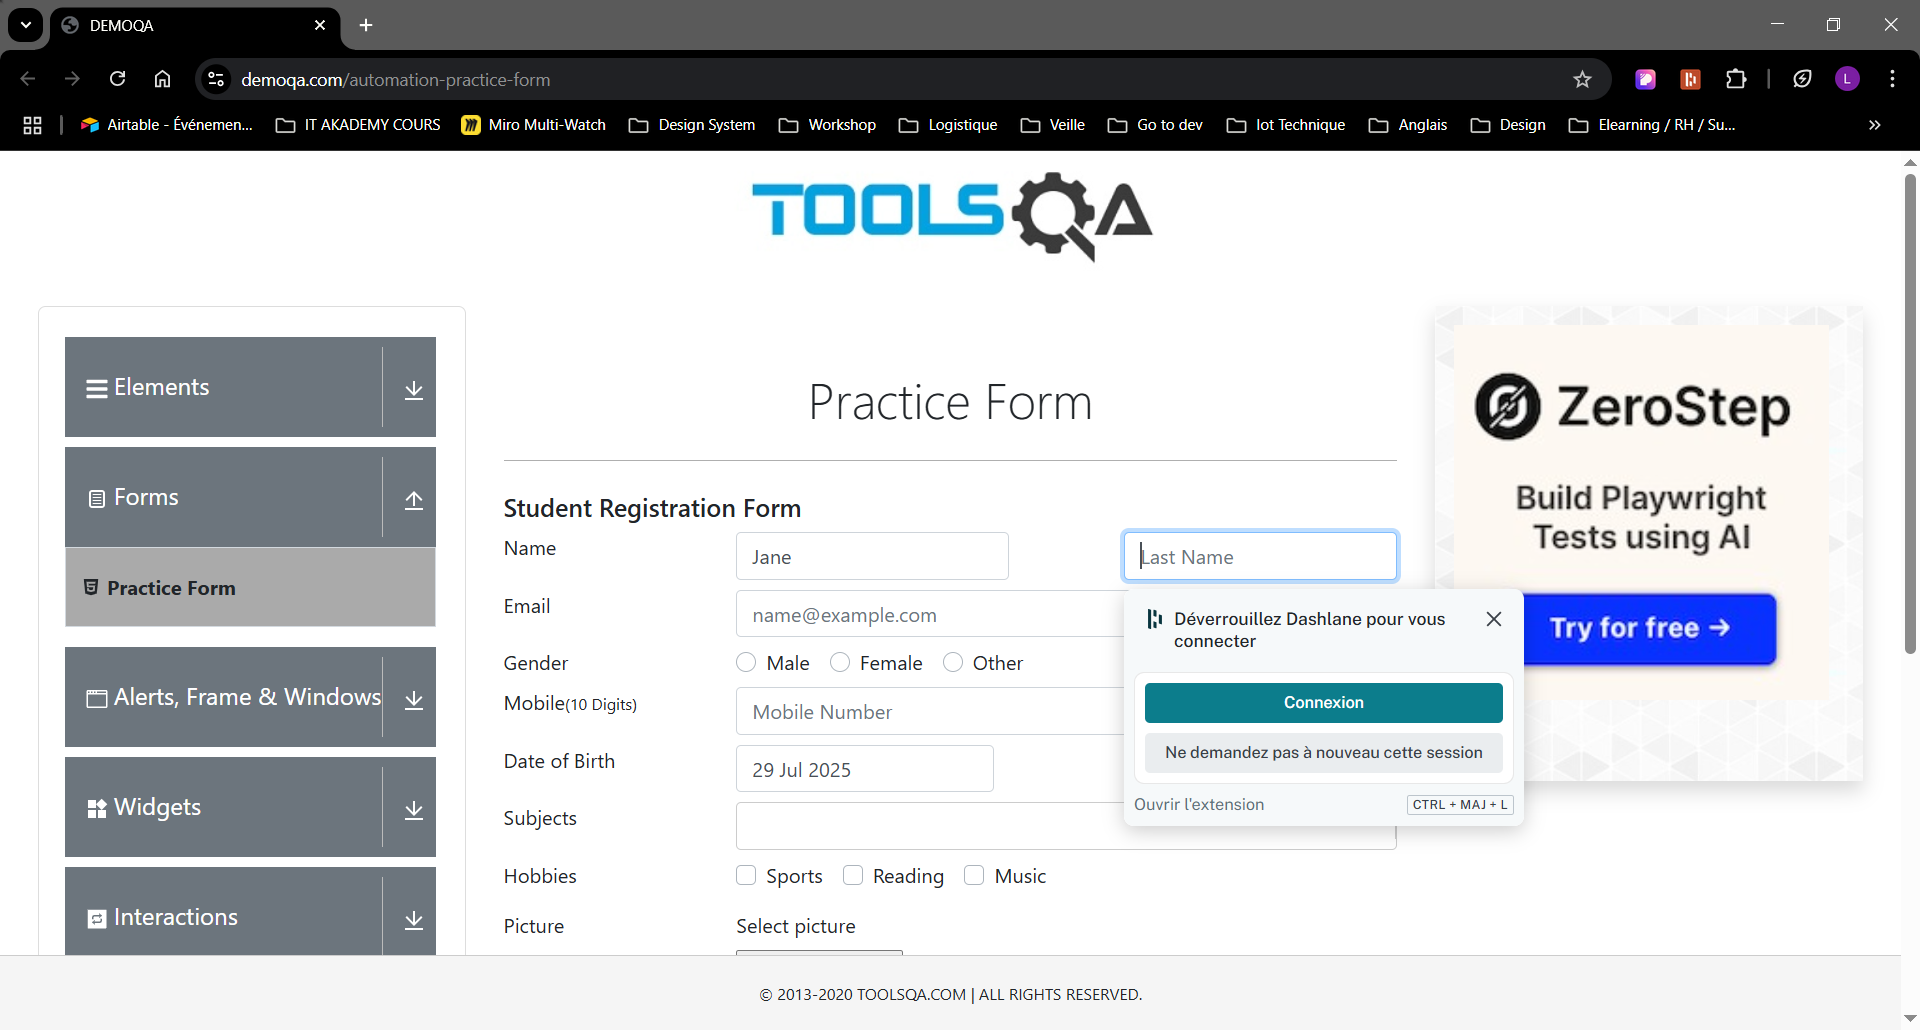 DEMOQA
demoqa.com/automation-practice-form
L
Airtable - Événemen...
IT AKADEMY COURS
Miro Multi-Watch
Design System
Workshop
Logistique
Veille
Go to dev
Iot Technique
Anglais
Design
Elearning / RH / Su...
TOOLSQA
Elements
Forms
Practice Form
Alerts, Frame & Windows
Widgets
Interactions
Practice Form
Student Registration Form
Name
Jane
Last Name
Email
name@example.com
Gender
Male
Female
Other
Mobile(10 Digits)
Mobile Number
Date of Birth
29 Jul 2025
Subjects
Hobbies
Sports
Reading
Music
Picture
Select picture
Déverrouillez Dashlane pour vous
connecter
Connexion
Ne demandez pas à nouveau cette session
Ouvrir l'extension
CTRL + MAJ + L
ZeroStep
Build Playwright
Tests using AI
Try for free →
© 2013-2020 TOOLSQA.COM | ALL RIGHTS RESERVED.